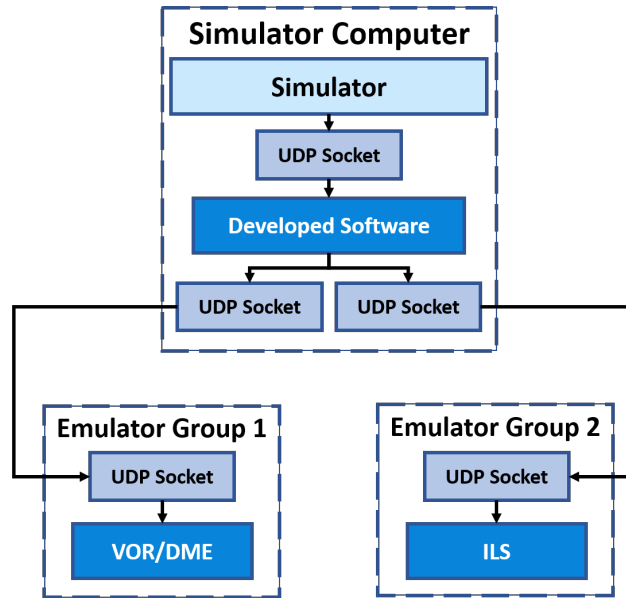 Simulator Computer
Simulator
UDP Socket
Developed Software
UDP Socket
UDP Socket
Emulator Group 1
UDP Socket
VOR/DME
Emulator Group 2
UDP Socket
ILS